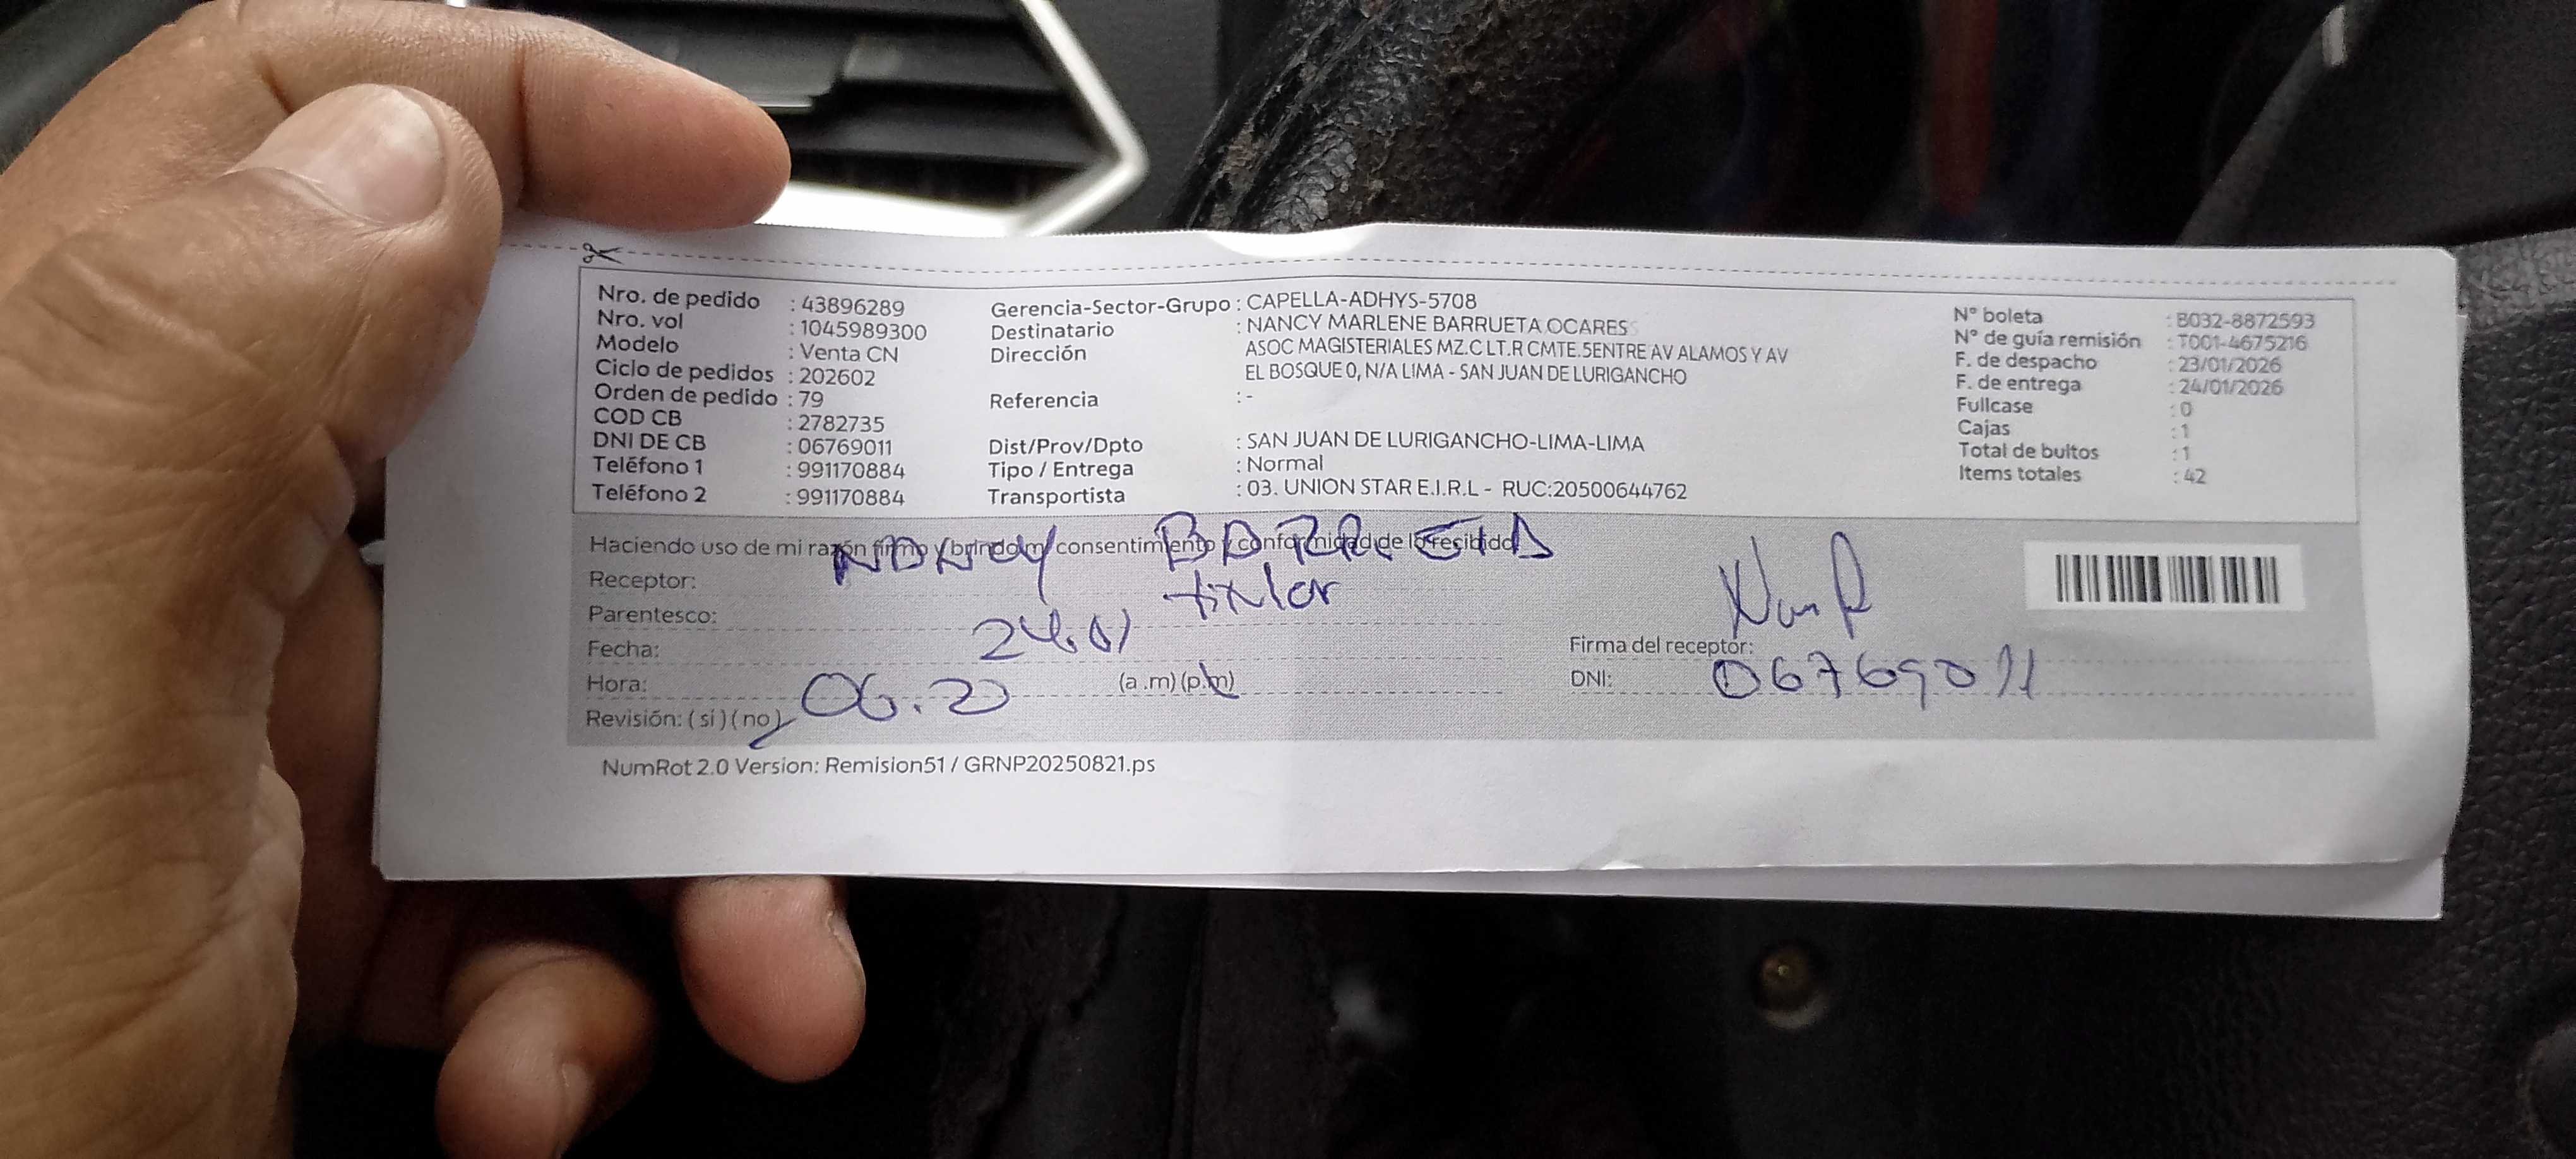 Nro. de pedido : 43896289
Nro. vol : 1045989300
Modelo : Venta CN
Ciclo de pedidos : 202602
Orden de pedido : 79
COD CB : 2782735
DNI DE CB : 06769011
Teléfono 1 : 991170884
Teléfono 2 : 991170884
Gerencia-Sector-Grupo : CAPELLA-ADHYS-5708
Destinatario : NANCY MARLENE BARRUETA OCARES
Dirección ASOC MAGISTERIALES MZ.C LT.R CMTE.5ENTRE AV ALAMOS Y AV
EL BOSQUE 0, N/A LIMA - SAN JUAN DE LURIGANCHO
Referencia : -
Dist/Prov/Dpto : SAN JUAN DE LURIGANCHO-LIMA-LIMA
Tipo / Entrega : Normal
Transportista : 03. UNION STAR E.I.R.L - RUC:20500644762
N° boleta : B032-8872593
N° de guía remisión : T001-4675216
F. de despacho : 23/01/2026
F. de entrega : 24/01/2026
Fullcase : 0
Cajas : 1
Total de bultos : 1
Items totales : 42
Haciendo uso de mi razón firmo y brindo mi consentimiento y conformidad de lo recibido
Receptor: NANCY BARRUETA
Parentesco: titular
Fecha: 24.01
Hora: 06.20 (a.m) (p.m)
Revisión: (si) (no)
Firma del receptor:
DNI: 06769011
NumRot 2.0 Version: Remision51 / GRNP20250821.ps